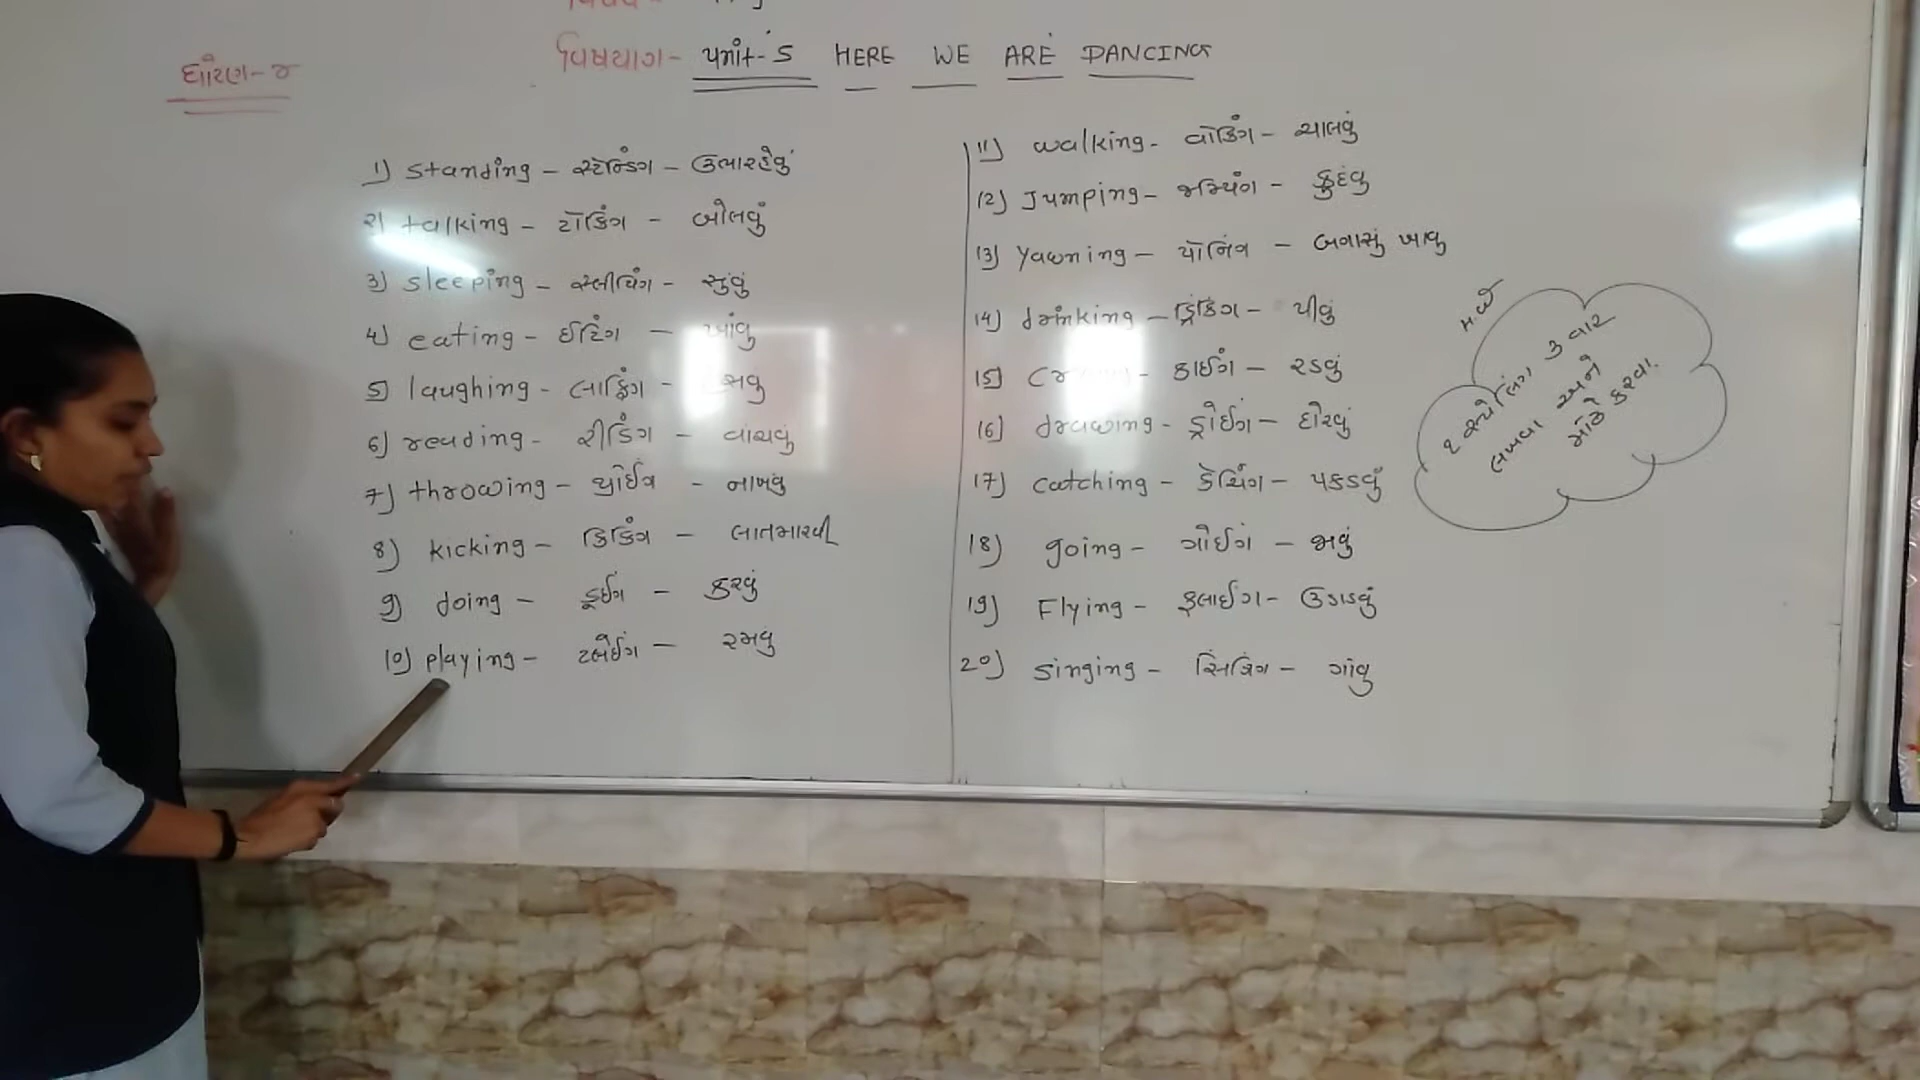 ધોરણ-૪
વિષયાંગ- યુનીટ-5 HERE WE ARE DANCING
1) standing - સ્ટેન્ડિંગ - ઉભારહેવું
2) talking - ટૉકિંગ - બોલવું
3) sleeping - સ્લીપિંગ - સુવું
4) eating - ઈટિંગ - ખાંવુ
5) laughing - લાફિંગ -
6) reading - રીડિંગ - વાંચવું
7) throwing - થ્રોઈંગ - નાખવું
8) kicking - કિકિંગ - લાતમારવી
9) doing - ડૂઇંગ - કરવું
10) playing - પ્લેઈંગ - રમવું
11) walking - વૉકિંગ - ચાલવું
12) Jumping - જમ્પિંગ - કુદવું
13) Yawning - યૉનિંગ - બગાસું ખાવુ
14) drinking - ડ્રિંકિંગ - પીવું
15) - ક્રાઈંગ - રડવું
16) drawing - ડ્રોઈંગ - દોરવું
17) catching - કેચિંગ - પકડવું
18) going - ગોઈંગ - જવું
19) Flying - ફ્લાઈંગ - ઉડાડવું
20) singing - સિંગિંગ - ગાંવુ
૨ સ્પેલિંગ ૩ વાર
લખવા અને
મોઢે કરવા.